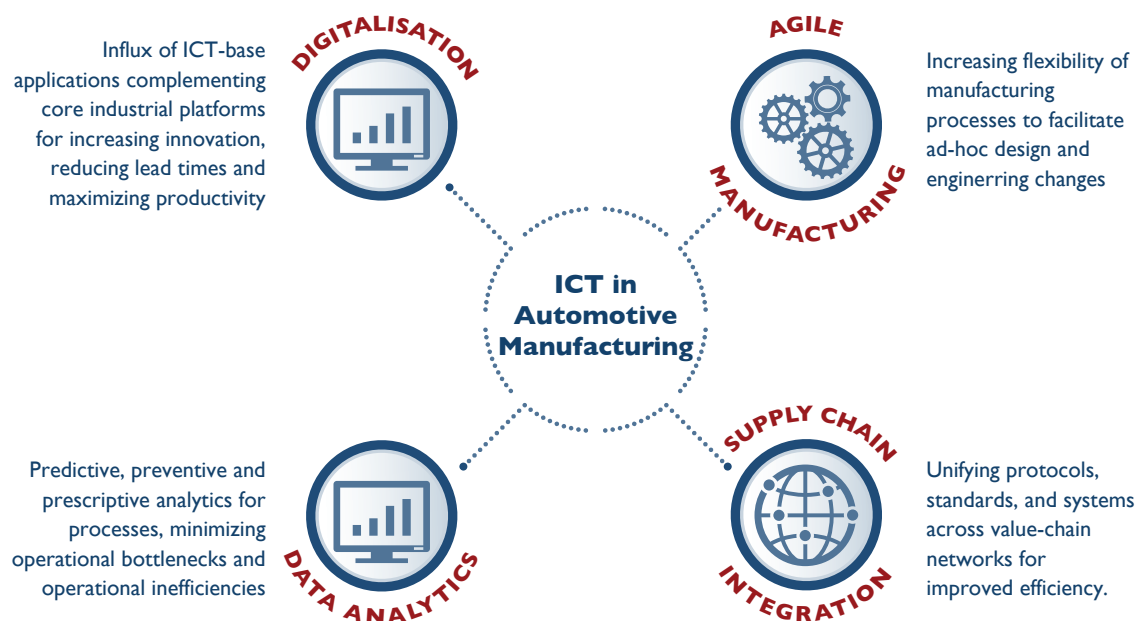 DIGITALISATION
Influx of ICT-base
applications complementing
core industrial platforms
for increasing innovation,
reducing lead times and
maximizing productivity
AGILE
MANUFACTURING
Increasing flexibility of
manufacturing
processes to facilitate
ad-hoc design and
enginerring changes
ICT in
Automotive
Manufacturing
Predictive, preventive and
prescriptive analytics for
processes, minimizing
operational bottlenecks and
operational inefficiencies
DATA ANALYTICS
SUPPLY CHAIN
INTEGRATION
Unifying protocols,
standards, and systems
across value-chain
networks for
improved efficiency.